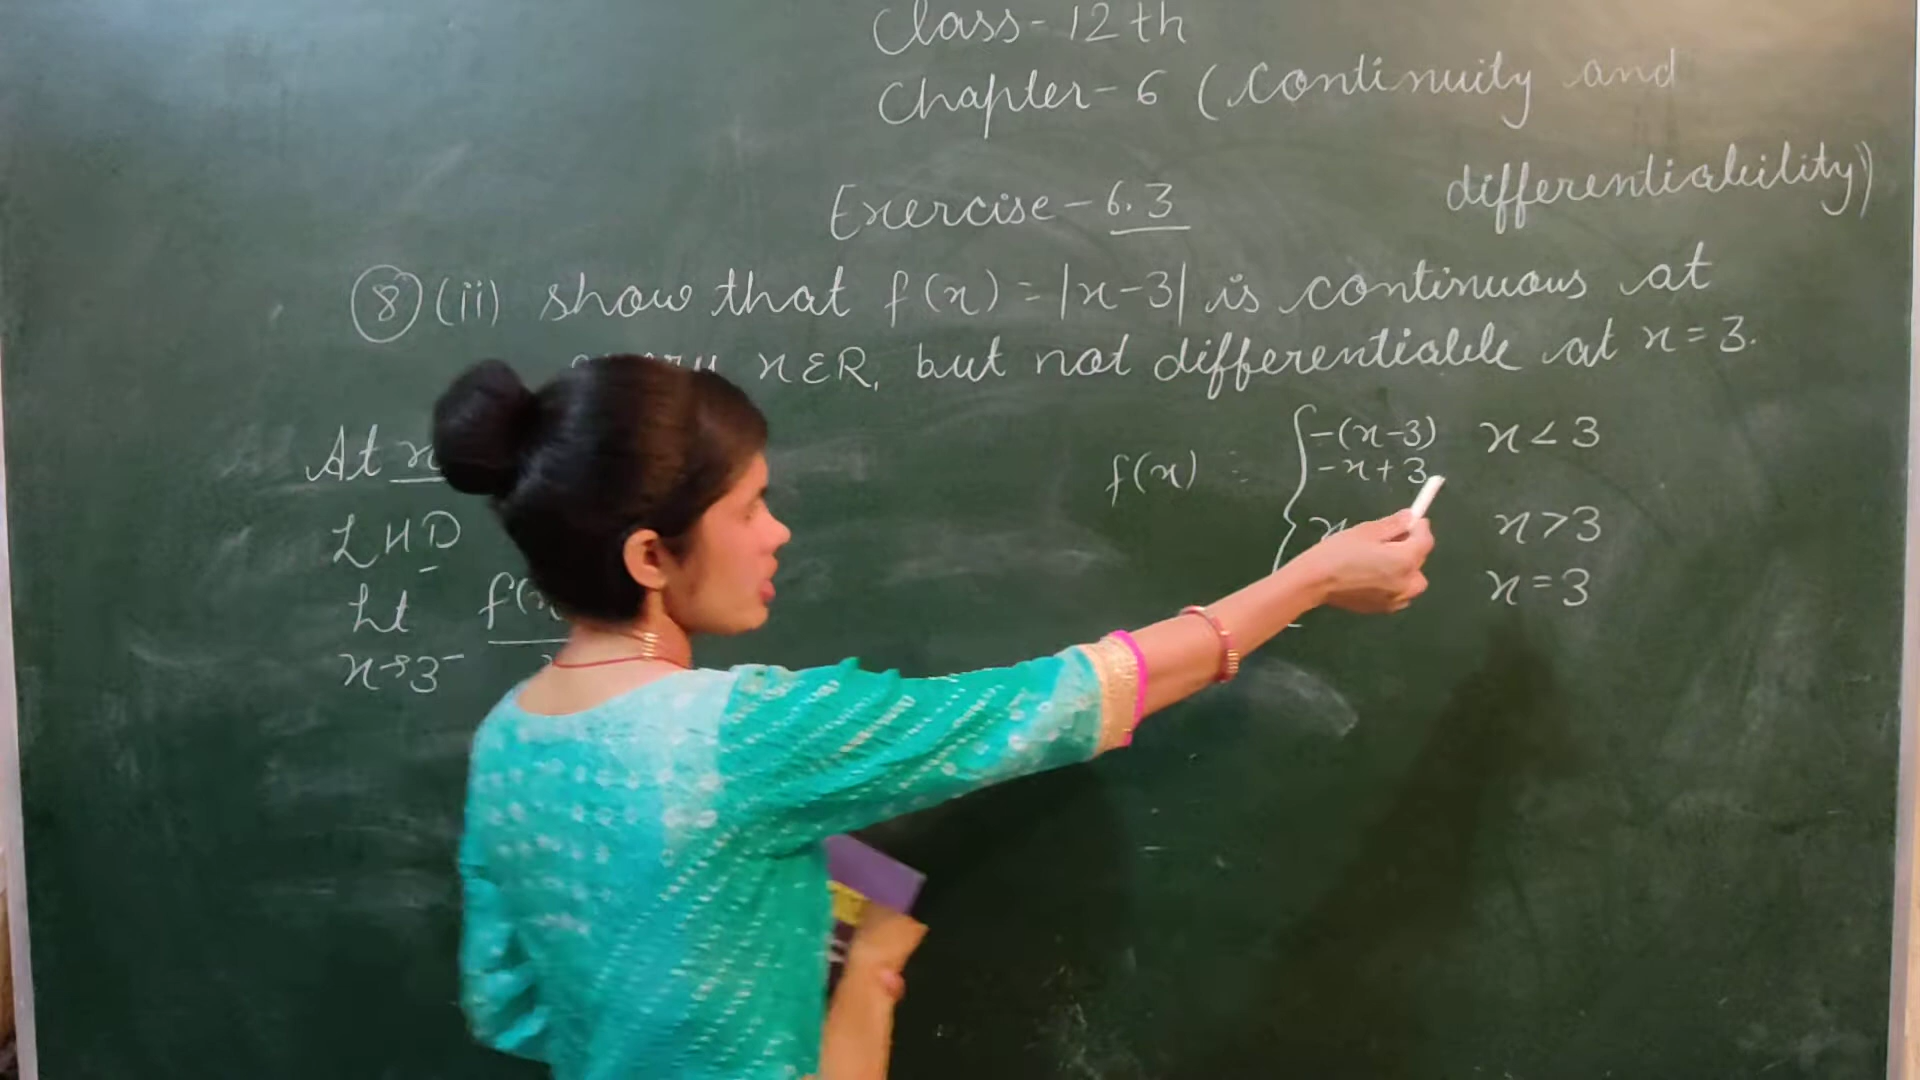 Class-12th
Chapter-6 (Continuity and
differentiability)
Exercise-6.3
8 (ii) show that f(x)=|x-3| is continuous at
x∈R, but not differentiable at x=3.
At x
f(x) = { -(x-3) x<3
-x+3
x x>3
x=3
LHD
Lt f(x
x→3⁻